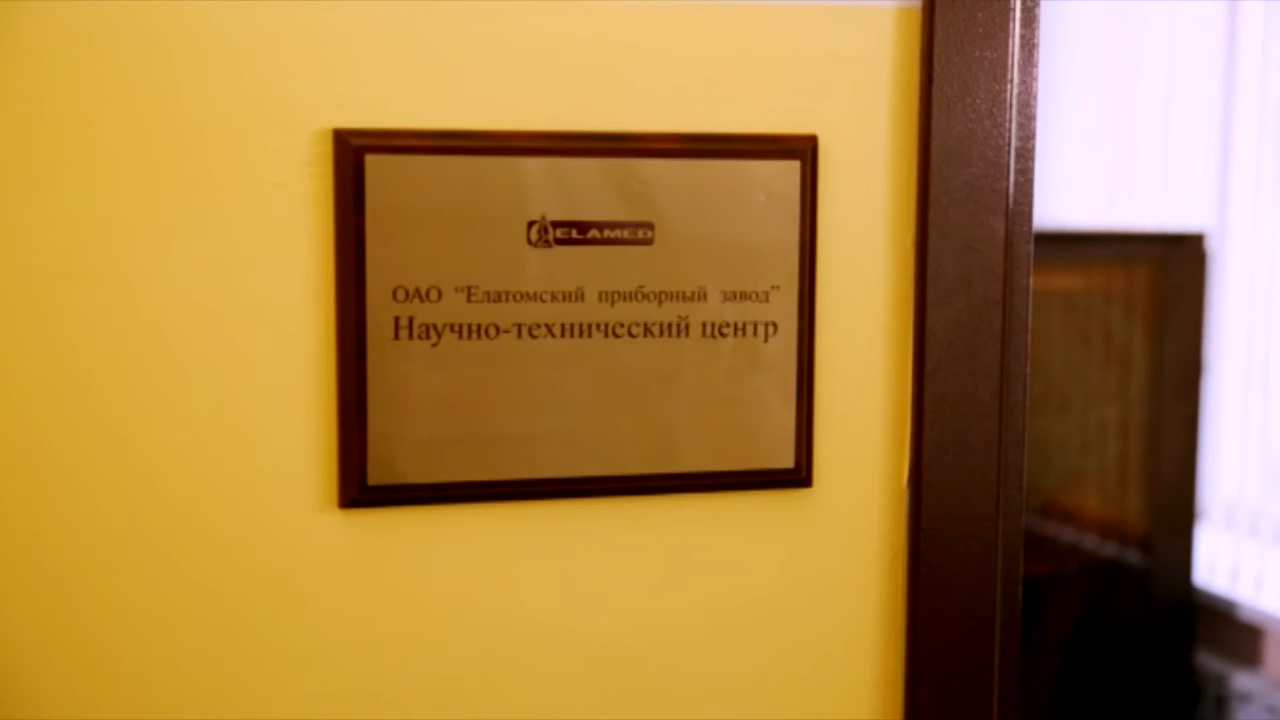 ELAMED
ОАО “Елатомский приборный завод”
Научно-технический центр